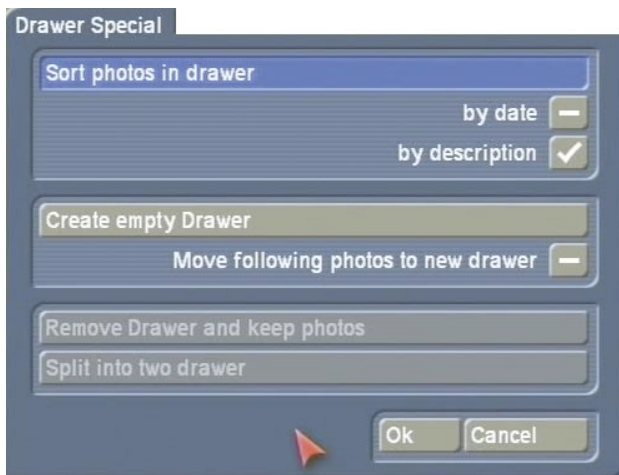 Drawer Special
Sort photos in drawer
by date
by description
Create empty Drawer
Move following photos to new drawer
Remove Drawer and keep photos
Split into two drawer
Ok Cancel